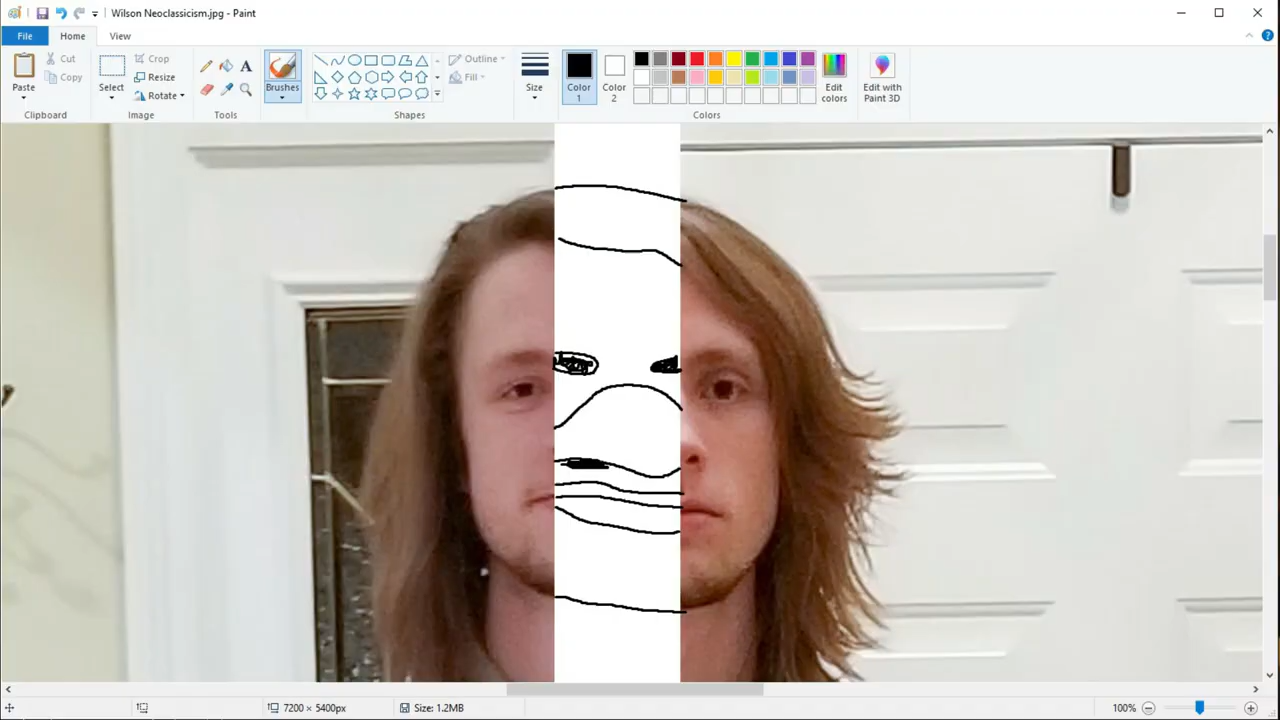 Wilson Neoclassicism.jpg - Paint
File Home View
Paste
Cut
Copy
Clipboard
Select
Crop
Resize
Rotate
Image
A
Tools
Brushes
Shapes
Outline
Fill
Size
Color 1
Color 2
Colors
Edit colors
Edit with Paint 3D
7200 × 5400px
Size: 1.2MB
100%